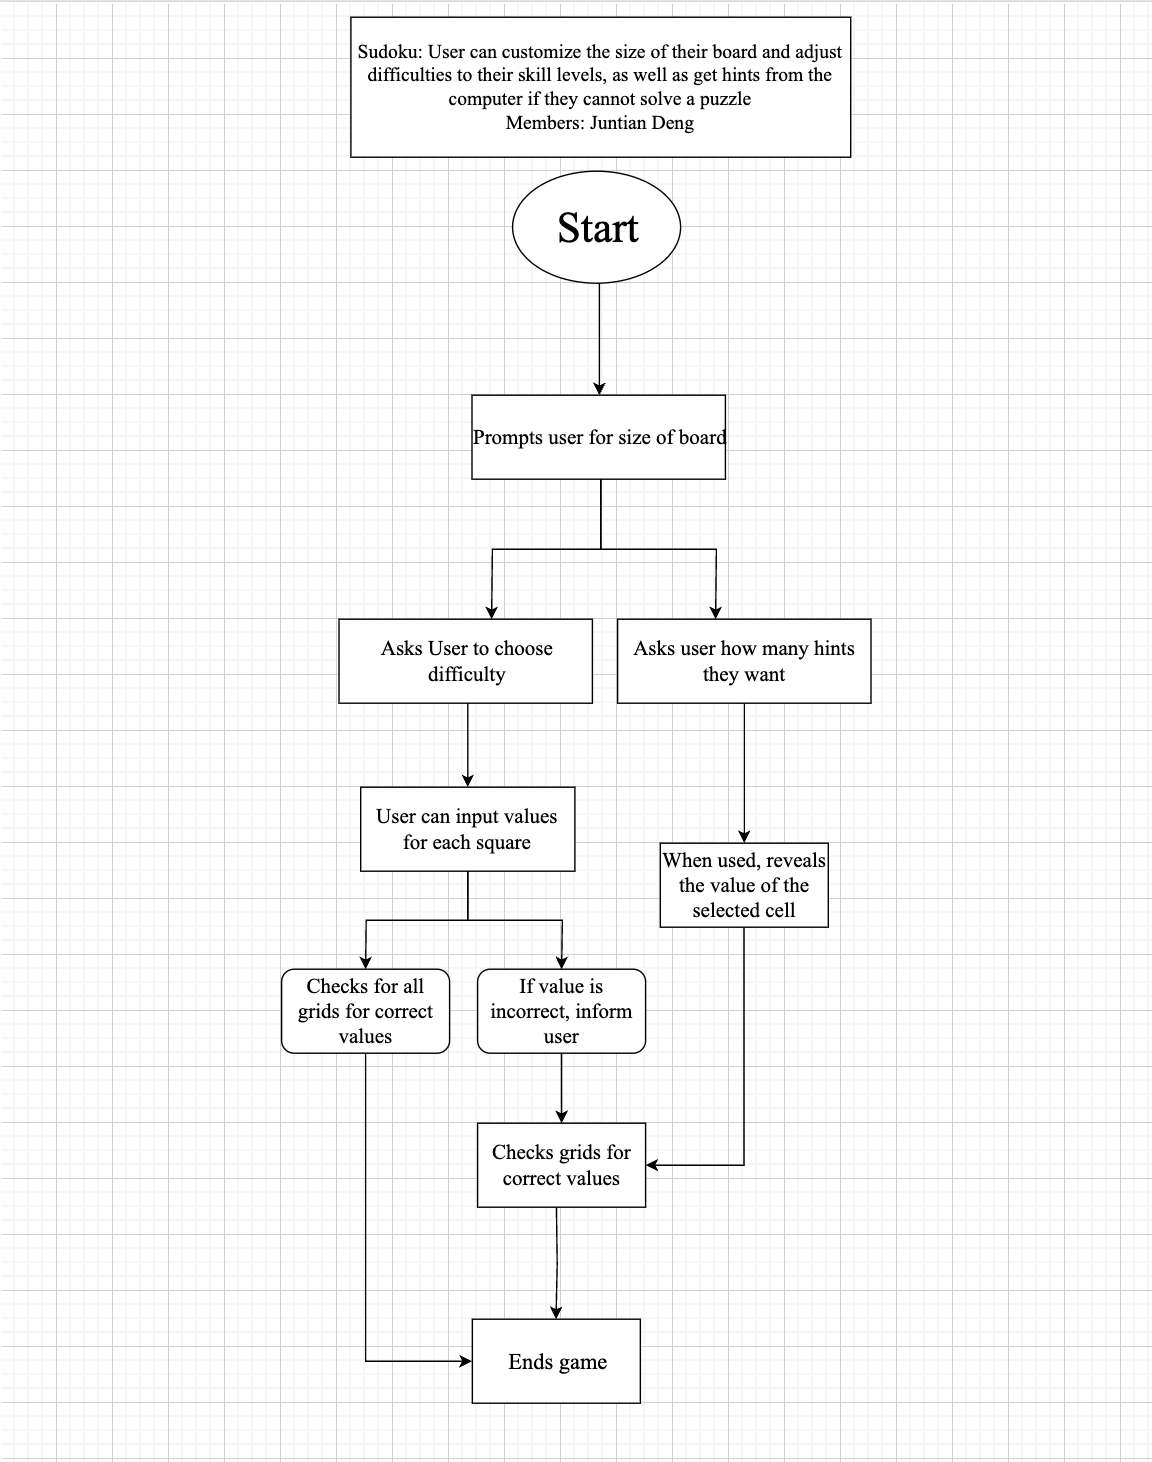 Sudoku: User can customize the size of their board and adjust
difficulties to their skill levels, as well as get hints from the
computer if they cannot solve a puzzle
Members: Juntian Deng
Start
Prompts user for size of board
Asks User to choose
difficulty
Asks user how many hints
they want
User can input values
for each square
When used, reveals
the value of the
selected cell
Checks for all
grids for correct
values
If value is
incorrect, inform
user
Checks grids for
correct values
Ends game